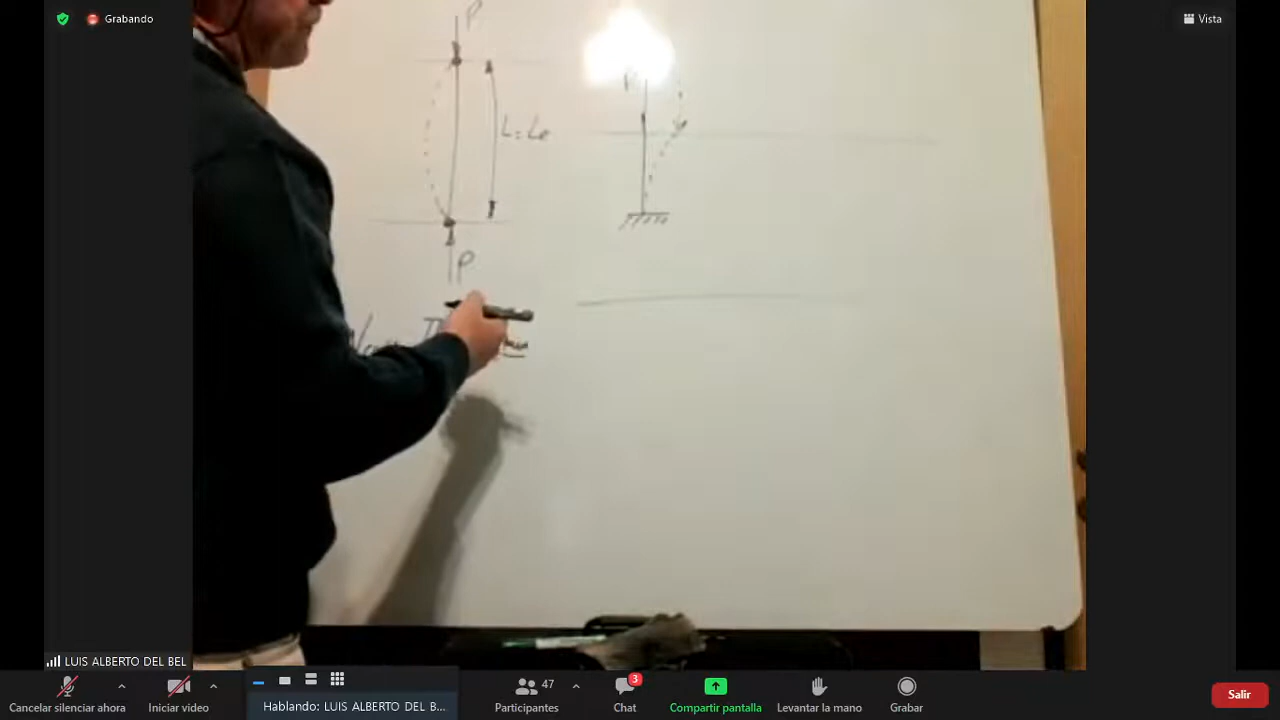 Grabando
Vista
P
L = Le
P
LUIS ALBERTO DEL BEL
Hablando: LUIS ALBERTO DEL B...
Cancelar silenciar ahora
Iniciar video
47
Participantes
3
Chat
Compartir pantalla
Levantar la mano
Grabar
Salir